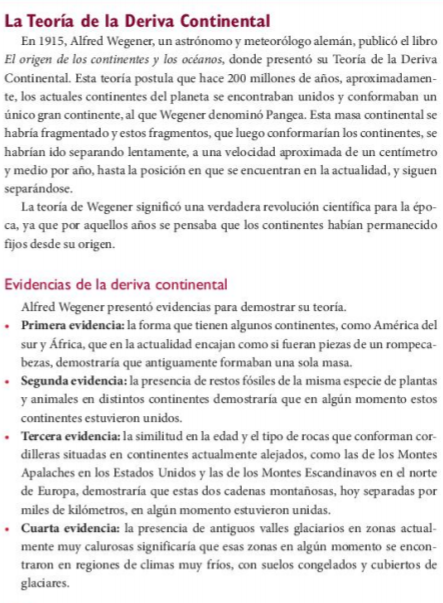 La Teoría de la Deriva Continental
En 1915, Alfred Wegener, un astrónomo y meteorólogo alemán, publicó el libro
El origen de los continentes y los océanos, donde presentó su Teoría de la Deriva
Continental. Esta teoría postula que hace 200 millones de años, aproximadamen-
te, los actuales continentes del planeta se encontraban unidos y conformaban un
único gran continente, al que Wegener denominó Pangea. Esta masa continental se
habría fragmentado y estos fragmentos, que luego conformarían los continentes, se
habrían ido separando lentamente, a una velocidad aproximada de un centímetro
y medio por año, hasta la posición en que se encuentran en la actualidad, y siguen
separándose.
La teoría de Wegener significó una verdadera revolución científica para la épo-
ca, ya que por aquellos años se pensaba que los continentes habían permanecido
fijos desde su origen.
Evidencias de la deriva continental
Alfred Wegener presentó evidencias para demostrar su teoría.
• Primera evidencia: la forma que tienen algunos continentes, como América del
sur y África, que en la actualidad encajan como si fueran piezas de un rompeca-
bezas, demostraría que antiguamente formaban una sola masa.
• Segunda evidencia: la presencia de restos fósiles de la misma especie de plantas
y animales en distintos continentes demostraría que en algún momento estos
continentes estuvieron unidos.
• Tercera evidencia: la similitud en la edad y el tipo de rocas que conforman cor-
dilleras situadas en continentes actualmente alejados, como las de los Montes
Apalaches en los Estados Unidos y las de los Montes Escandinavos en el norte
de Europa, demostraría que estas dos cadenas montañosas, hoy separadas por
miles de kilómetros, en algún momento estuvieron unidas.
• Cuarta evidencia: la presencia de antiguos valles glaciarios en zonas actual-
mente muy calurosas significaría que esas zonas en algún momento se encon-
traron en regiones de climas muy fríos, con suelos congelados y cubiertos de
glaciares.